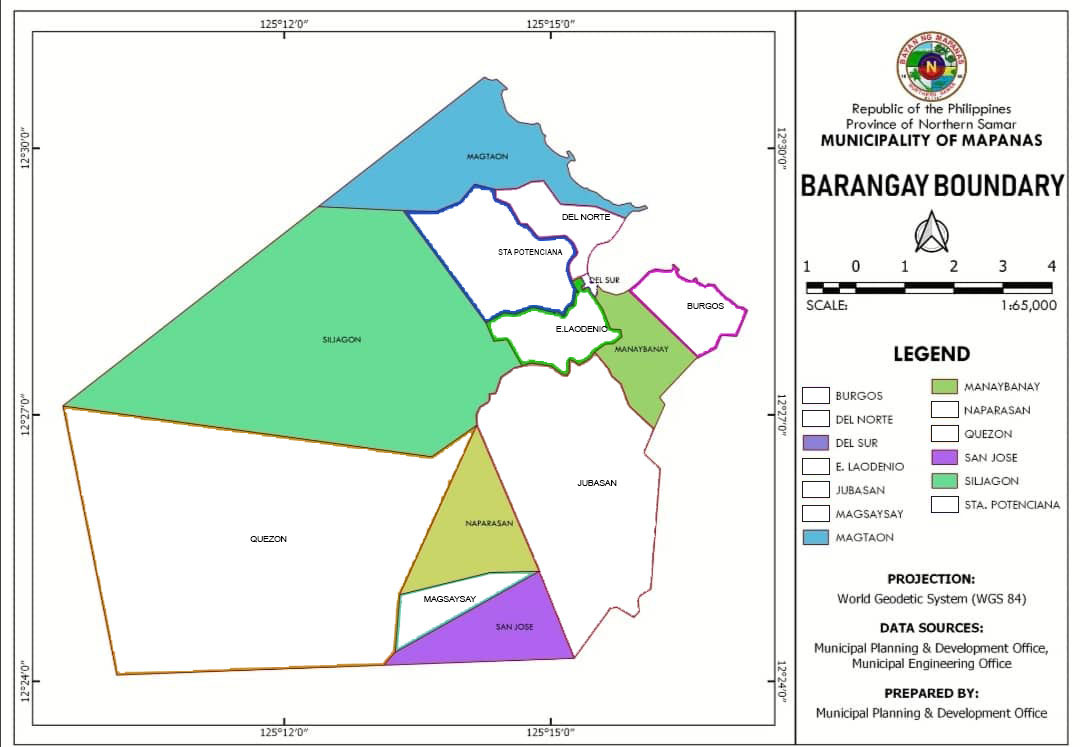 125°12'0"
125°15'0"
12°30'0"
12°30'0"
MAGTAON
DEL NORTE
STA POTENCIANA
DEL SUR
BURGOS
E.LAODENIO
SILJAGON
MANAYBANAY
12°27'0"
12°27'0"
JUBASAN
NAPARASAN
QUEZON
MAGSAYSAY
SAN JOSE
12°24'0"
12°24'0"
125°12'0"
125°15'0"
BAYAN NG MAPANAS
N
Republic of the Philippines
Province of Northern Samar
MUNICIPALITY OF MAPANAS
BARANGAY BOUNDARY
1 0 1 2 3 4
SCALE: 1:65,000
LEGEND
BURGOS
DEL NORTE
DEL SUR
E. LAODENIO
JUBASAN
MAGSAYSAY
MAGTAON
MANAYBANAY
NAPARASAN
QUEZON
SAN JOSE
SILJAGON
STA. POTENCIANA
PROJECTION:
World Geodetic System (WGS 84)
DATA SOURCES:
Municipal Planning & Development Office,
Municipal Engineering Office
PREPARED BY:
Municipal Planning & Development Office